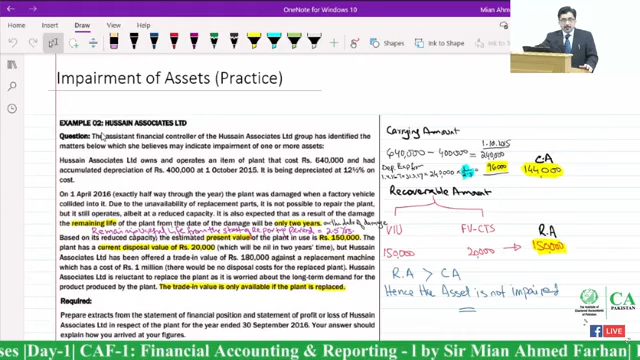 OneNote for Windows 10
Mian Ahmed
Home Insert Draw View Help
Shapes Ink to Shape
Impairment of Assets (Practice)
EXAMPLE 02: HUSSAIN ASSOCIATES LTD
Question: The assistant financial controller of the Hussain Associates Ltd group has identified the
matters below which she believes may indicate impairment of one or more assets:
Hussain Associates Ltd owns and operates an item of plant that cost Rs. 640,000 and had
accumulated depreciation of Rs. 400,000 at 1 October 2015. It is being depreciated at 12½% on
cost.
On 1 April 2016 (exactly half way through the year) the plant was damaged when a factory vehicle
collided into it. Due to the unavailability of replacement parts, it is not possible to repair the plant,
but it still operates, albeit at a reduced capacity. It is also expected that as a result of the damage the
remaining life of the plant from the date of the damage will be only two years.
Remaining useful life from the starting Reporting Period = 2.5 yrs.
Based on its reduced capacity, the estimated present value of the plant in use is Rs. 150,000. The
plant has a current disposal value of Rs. 20,000 (which will be nil in two years' time), but Hussain
Associates Ltd has been offered a trade-in value of Rs. 180,000 against a replacement machine
which has a cost of Rs. 1 million (there would be no disposal costs for the replaced plant). Hussain
Associates Ltd is reluctant to replace the plant as it is worried about the long-term demand for the
product produced by the plant. The trade-in value is only available if the plant is replaced.
Required:
Prepare extracts from the statement of financial position and statement of profit or loss of Hussain
Associates Ltd in respect of the plant for the year ended 30 September 2016. Your answer should
explain how you arrived at your figures.
Carrying Amount
1.10.2015
640,000 - 400,000 = 240,000
96000
C.A
144,000
Recoverable Amount
VIU FV-CTS R.A
150,000 20,000 150,000
R.A > CA
Hence the Asset is not Impaired
CA
PAKISTAN
LIVE
ses |Day-1| CAF-1: Financial Accounting & Reporting - I by Sir Mian Ahmed Farhan